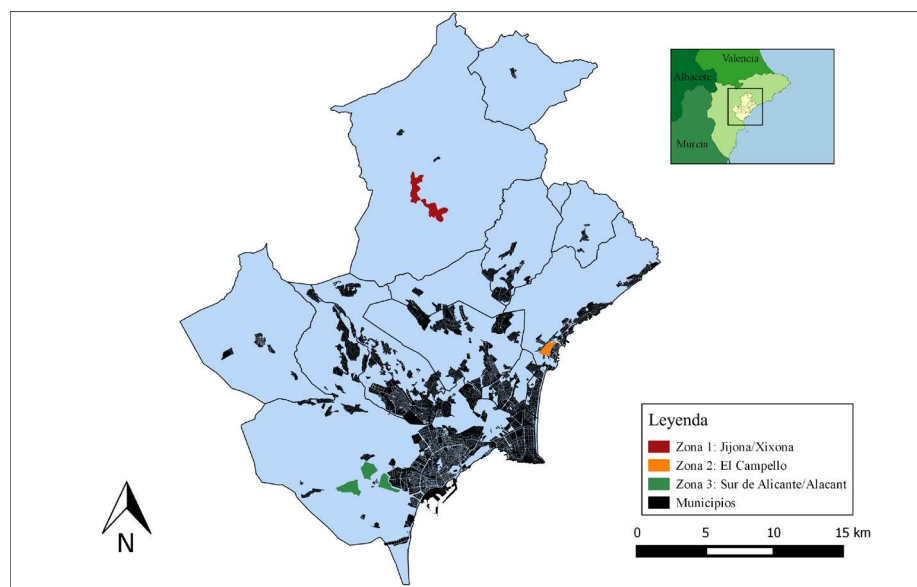 Valencia
Albacete
Murcia
Leyenda
Zona 1: Jijona/Xixona
Zona 2: El Campello
Zona 3: Sur de Alicante/Alacant
Municipios
0 5 10 15 km
N